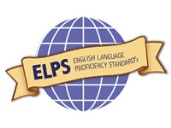 ELPS
ENGLISH LANGUAGE
PROFICIENCY STANDARDS